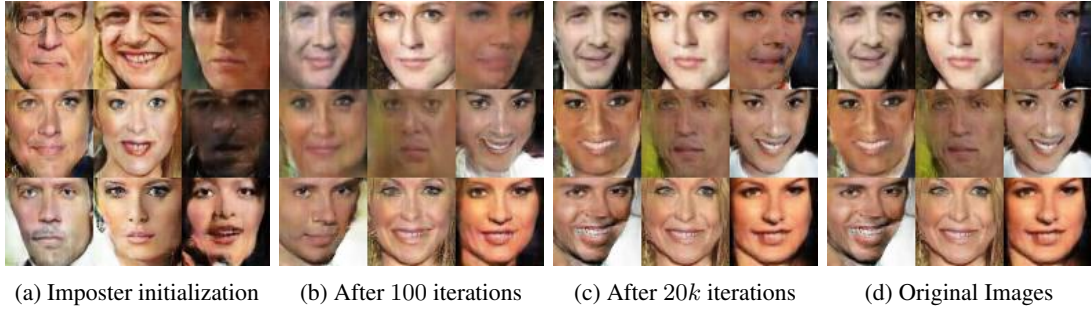 (a) Imposter initialization
(b) After 100 iterations
(c) After 20k iterations
(d) Original Images